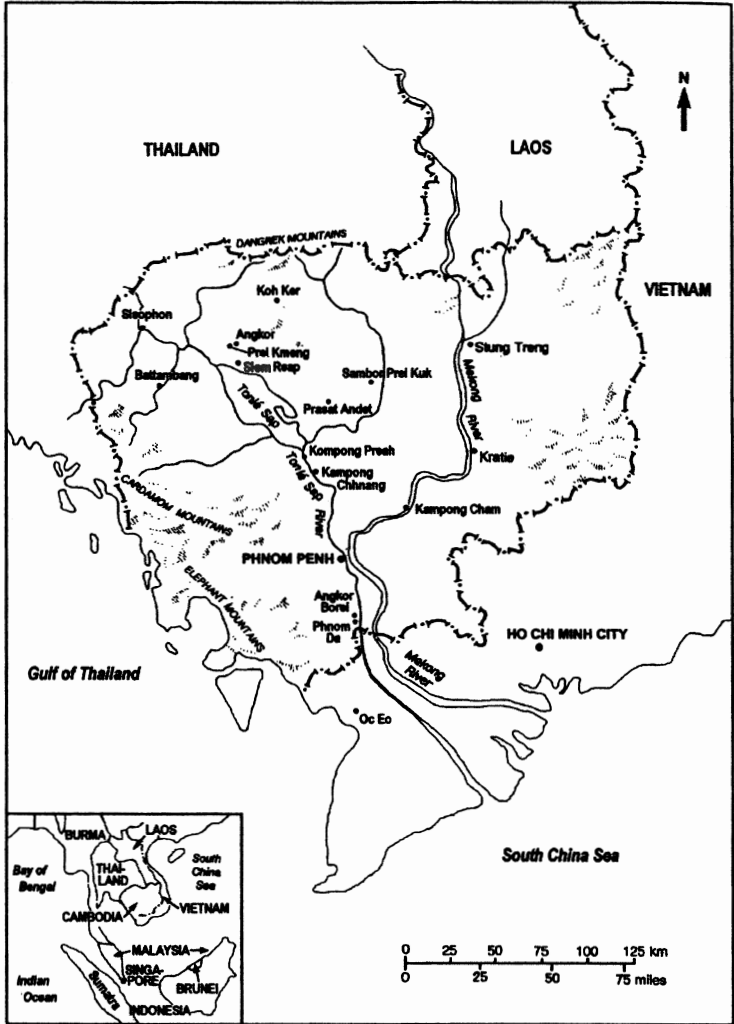 N
THAILAND
LAOS
DANGREK MOUNTAINS
VIETNAM
Koh Ker
Sisophon
Angkor
Prei Kmeng
Siem Reap
Stung Treng
Battambang
Sambor Prei Kuk
Mekong
River
Tonlé Sap
Prasat Andet
Kompong Preah
Kratie
Tonlé Sap
River
Kampong
Chhnang
CARDAMOM MOUNTAINS
Kampong Cham
PHNOM PENH
ELEPHANT MOUNTAINS
Angkor
Borei
Phnom
Da
HO CHI MINH CITY
Mekong
River
Gulf of Thailand
Oc Eo
South China Sea
BURMA
LAOS
Bay of
Bengal
THAI-
LAND
South
China
Sea
CAMBODIA
VIETNAM
MALAYSIA
SINGA-
PORE
BRUNEI
Indian
Ocean
Sumatra
INDONESIA
0 25 50 75 100 125 km
0 25 50 75 miles